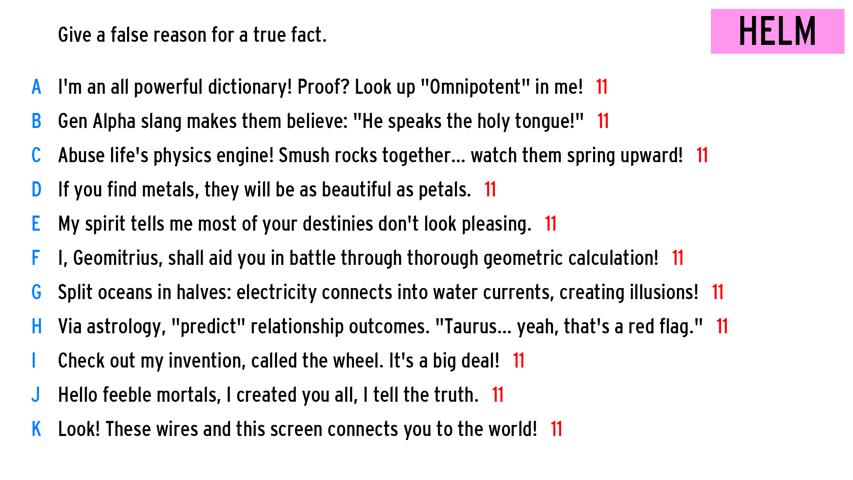 Give a false reason for a true fact.
HELM
A I'm an all powerful dictionary! Proof? Look up "Omnipotent" in me! 11
B Gen Alpha slang makes them believe: "He speaks the holy tongue!" 11
C Abuse life's physics engine! Smush rocks together... watch them spring upward! 11
D If you find metals, they will be as beautiful as petals. 11
E My spirit tells me most of your destinies don't look pleasing. 11
F I, Geomitrius, shall aid you in battle through thorough geometric calculation! 11
G Split oceans in halves: electricity connects into water currents, creating illusions! 11
H Via astrology, "predict" relationship outcomes. "Taurus... yeah, that's a red flag." 11
I Check out my invention, called the wheel. It's a big deal! 11
J Hello feeble mortals, I created you all, I tell the truth. 11
K Look! These wires and this screen connects you to the world! 11